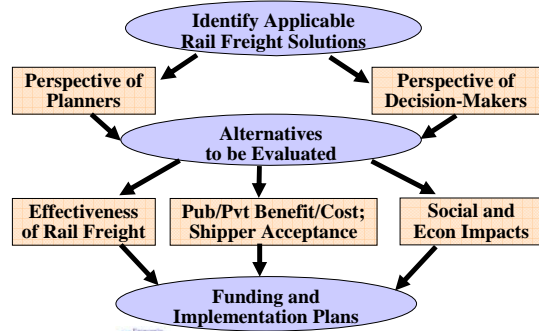 Identify Applicable
Rail Freight Solutions
Perspective of
Planners
Perspective of
Decision-Makers
Alternatives
to be Evaluated
Effectiveness
of Rail Freight
Pub/Pvt Benefit/Cost;
Shipper Acceptance
Social and
Econ Impacts
Funding and
Implementation Plans